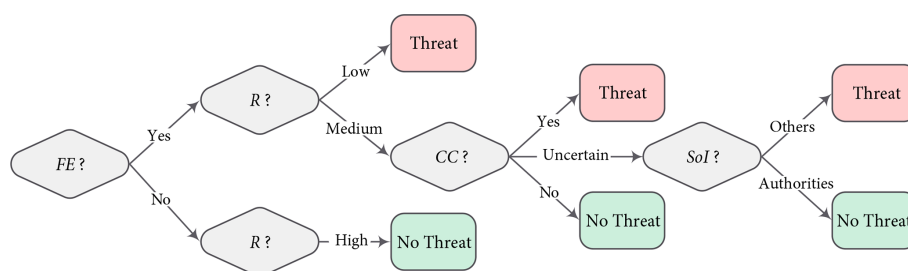 Threat
Low
R ?
Yes
Medium
Threat
Yes
Threat
Others
FE ?
CC ?
Uncertain
SoI ?
No
No
Authorities
No Threat
No Threat
R ?
High
No Threat